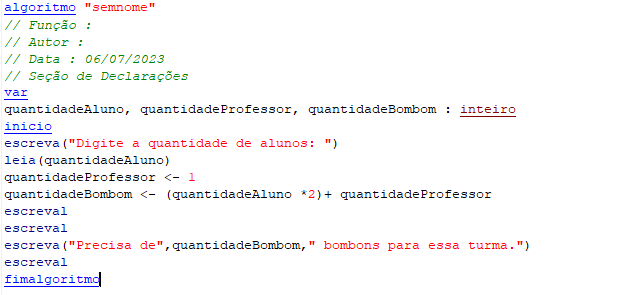 algoritmo "semnome"
// Função :
// Autor :
// Data : 06/07/2023
// Seção de Declarações
var
quantidadeAluno, quantidadeProfessor, quantidadeBombom : inteiro
inicio
escreva("Digite a quantidade de alunos: ")
leia(quantidadeAluno)
quantidadeProfessor <- 1
quantidadeBombom <- (quantidadeAluno *2)+ quantidadeProfessor
escreval
escreval
escreva("Precisa de",quantidadeBombom," bombons para essa turma.")
escreval
fimalgoritmo